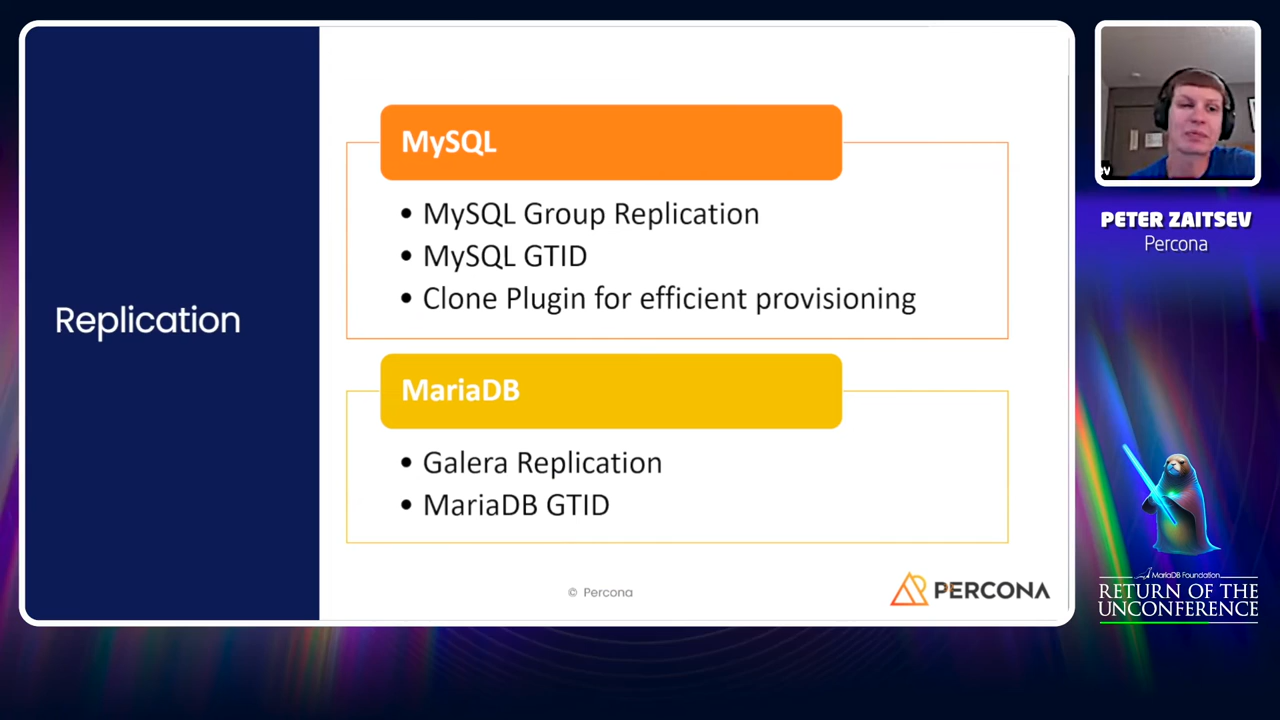 Replication
MySQL
• MySQL Group Replication
• MySQL GTID
• Clone Plugin for efficient provisioning
MariaDB
• Galera Replication
• MariaDB GTID
© Percona
PERCONA
ev
PETER ZAITSEV
Percona
MariaDB Foundation
RETURN OF THE
UNCONFERENCE